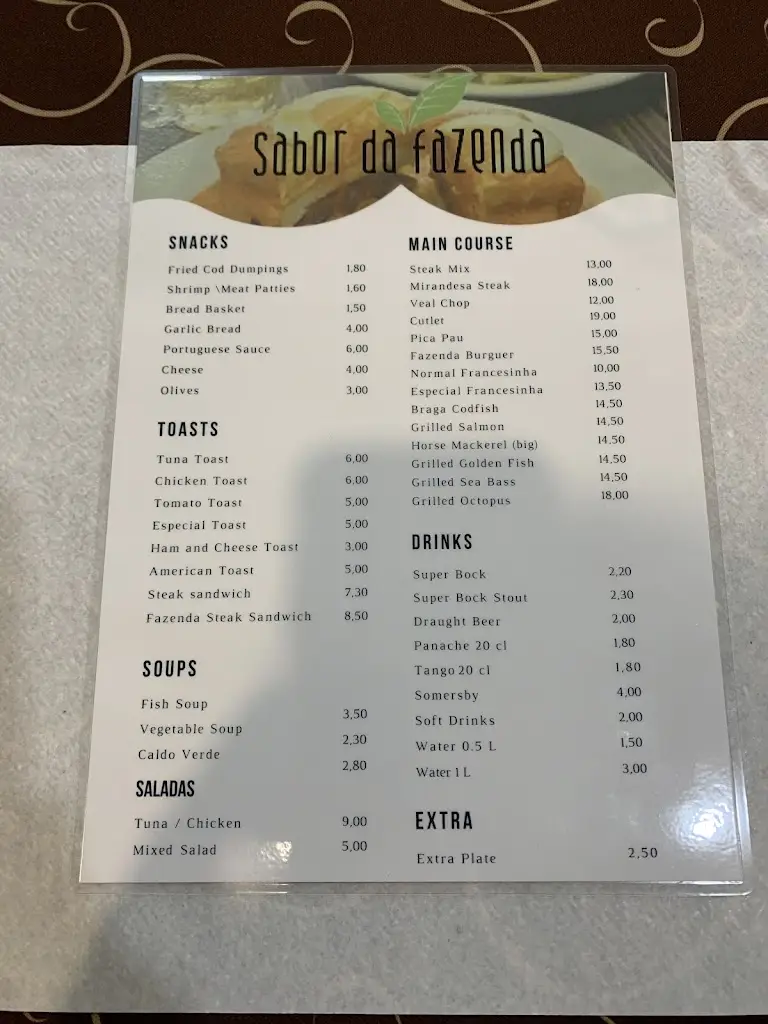 sabor da fazenda
SNACKS
Fried Cod Dumpings 1,80
Shrimp \Meat Patties 1,60
Bread Basket 1,50
Garlic Bread 4,00
Portuguese Sauce 6,00
Cheese 4,00
Olives 3,00
TOASTS
Tuna Toast 6,00
Chicken Toast 6,00
Tomato Toast 5,00
Especial Toast 5,00
Ham and Cheese Toast 3,00
American Toast 5,00
Steak sandwich 7,30
Fazenda Steak Sandwich 8,50
SOUPS
Fish Soup 3,50
Vegetable Soup 2,30
Caldo Verde 2,80
SALADAS
Tuna / Chicken 9,00
Mixed Salad 5,00
MAIN COURSE
Steak Mix 13,00
Mirandesa Steak 18,00
Veal Chop 12,00
Cutlet 19,00
Pica Pau 15,00
Fazenda Burguer 15,50
Normal Francesinha 10,00
Especial Francesinha 13,50
Braga Codfish 14,50
Grilled Salmon 14,50
Horse Mackerel (big) 14,50
Grilled Golden Fish 14,50
Grilled Sea Bass 14,50
Grilled Octopus 18,00
DRINKS
Super Bock 2,20
Super Bock Stout 2,30
Draught Beer 2,00
Panache 20 cl 1,80
Tango 20 cl 1,80
Somersby 4,00
Soft Drinks 2,00
Water 0.5 L 1,50
Water 1 L 3,00
EXTRA
Extra Plate 2,50